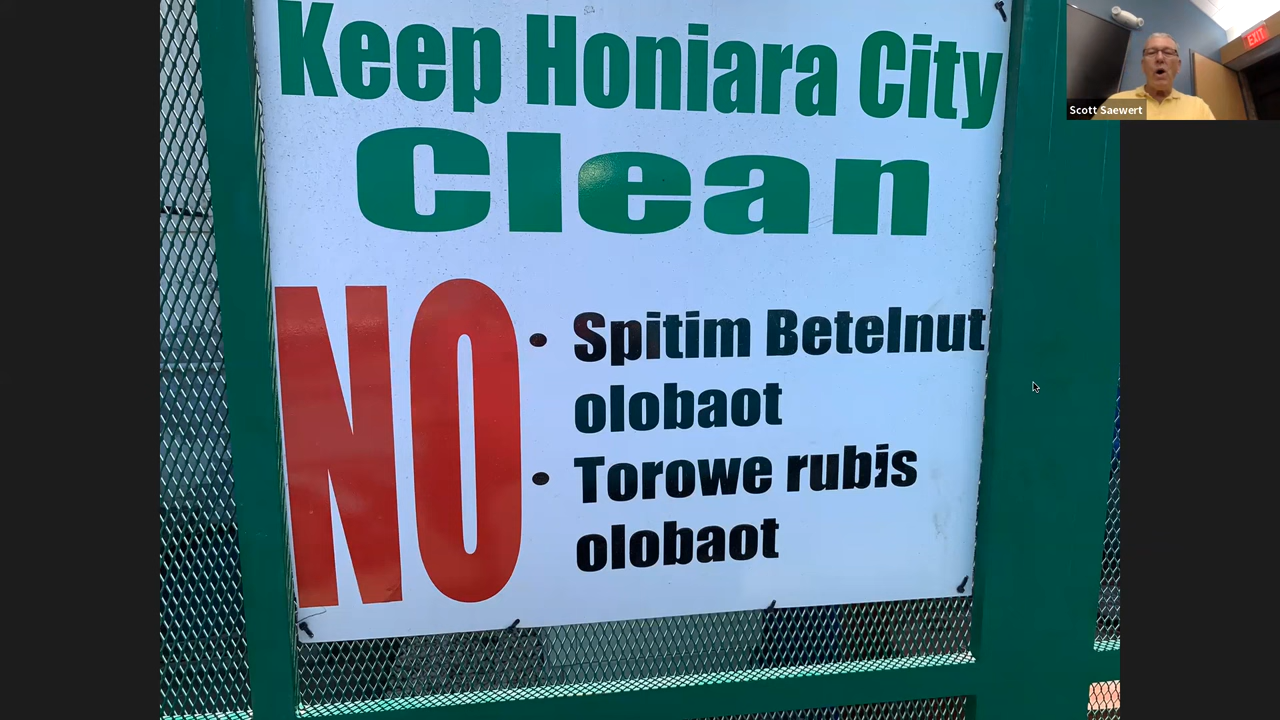 Keep Honiara City
Clean
NO
• Spitim Betelnut
olobaot
• Torowe rubis
olobaot
EXIT
Scott Saewert